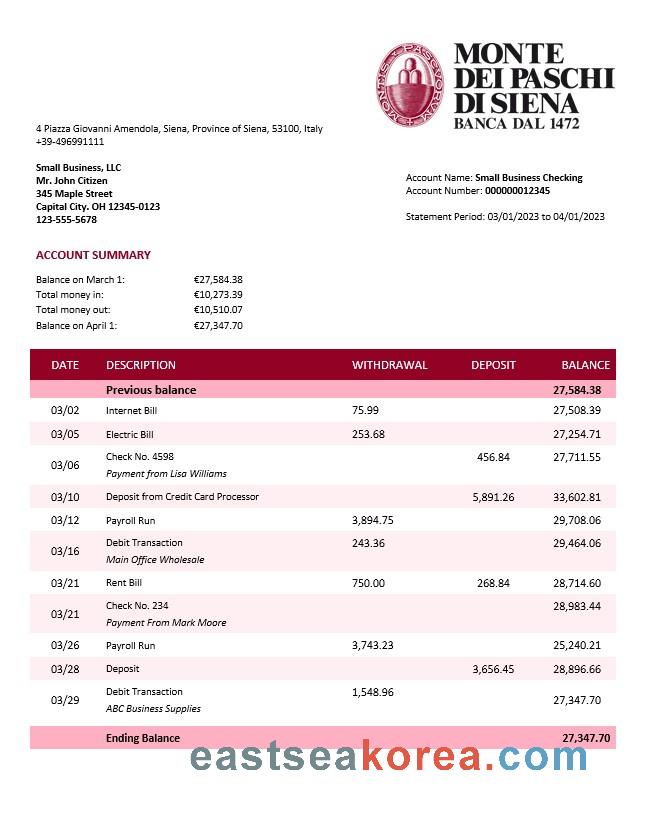 MONTE
DEI PASCHI
DI SIENA
BANCA DAL 1472
MONTIS PASCUORUM
4 Piazza Giovanni Amendola, Siena, Province of Siena, 53100, Italy
+39-496991111
Small Business, LLC
Mr. John Citizen
345 Maple Street
Capital City. OH 12345-0123
123-555-5678
Account Name: Small Business Checking
Account Number: 000000012345
Statement Period: 03/01/2023 to 04/01/2023
ACCOUNT SUMMARY
Balance on March 1: €27,584.38
Total money in: €10,273.39
Total money out: €10,510.07
Balance on April 1: €27,347.70
DATE DESCRIPTION WITHDRAWAL DEPOSIT BALANCE
Previous balance 27,584.38
03/02 Internet Bill 75.99 27,508.39
03/05 Electric Bill 253.68 27,254.71
03/06 Check No. 4598 456.84 27,711.55
Payment from Lisa Williams
03/10 Deposit from Credit Card Processor 5,891.26 33,602.81
03/12 Payroll Run 3,894.75 29,708.06
03/16 Debit Transaction 243.36 29,464.06
Main Office Wholesale
03/21 Rent Bill 750.00 268.84 28,714.60
03/21 Check No. 234 28,983.44
Payment From Mark Moore
03/26 Payroll Run 3,743.23 25,240.21
03/28 Deposit 3,656.45 28,896.66
03/29 Debit Transaction 1,548.96 27,347.70
ABC Business Supplies
Ending Balance 27,347.70
eastseakorea.com